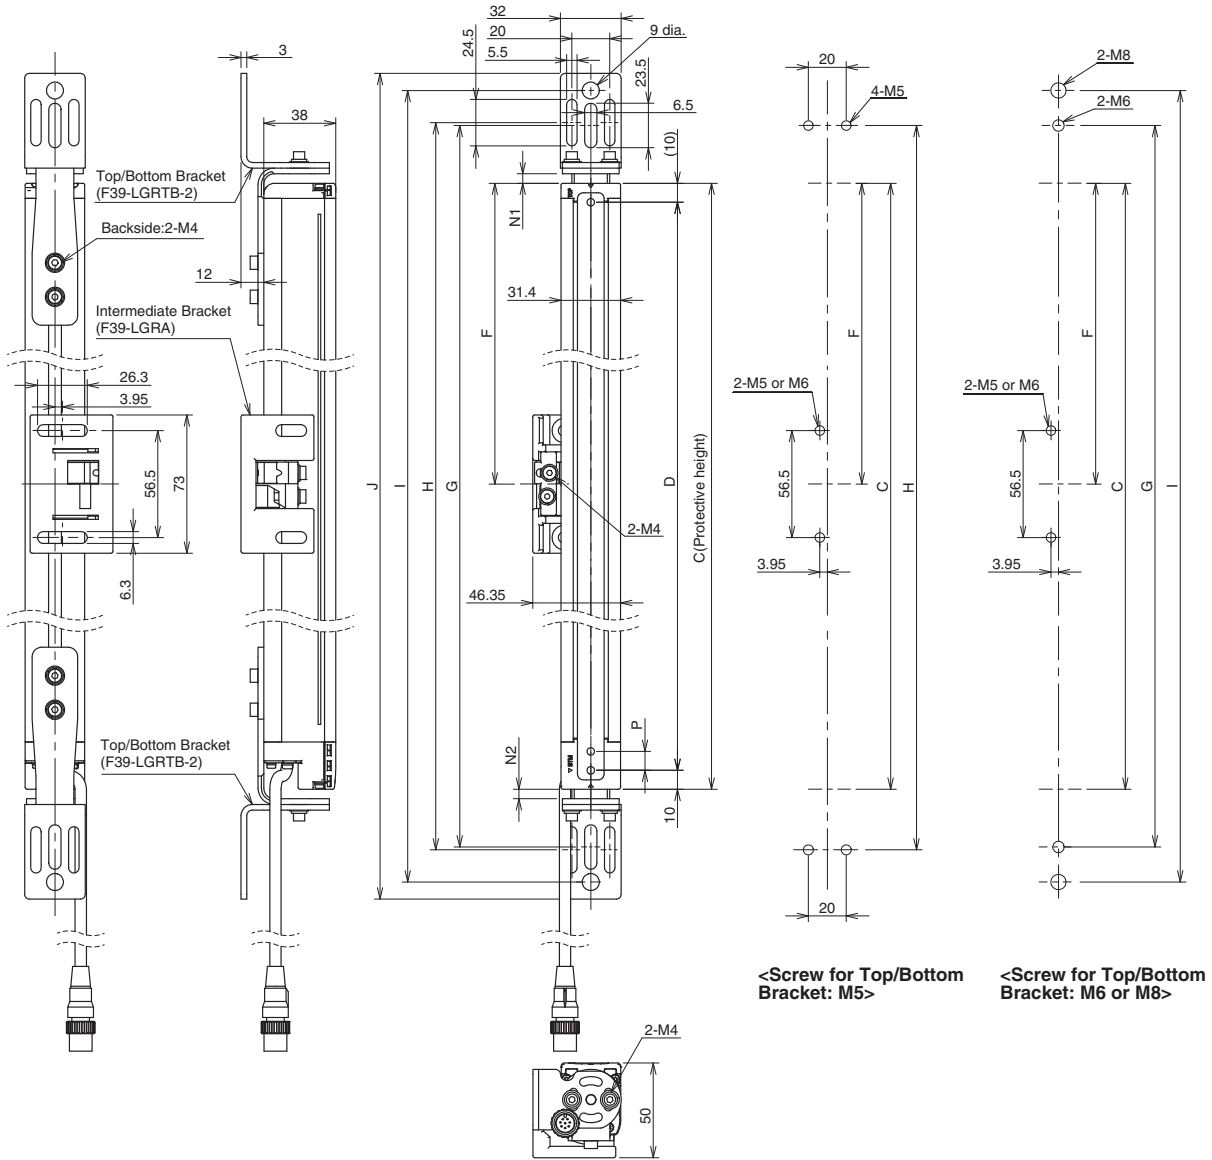 32
20
9 dia.
5.5
24.5
23.5
6.5
(10)
3
38
Top/Bottom Bracket
(F39-LGRTB-2)
Backside:2-M4
12
Intermediate Bracket
(F39-LGRA)
26.3
3.95
56.5
73
6.3
Top/Bottom Bracket
(F39-LGRTB-2)
N1
31.4
F
J
I
H
G
D
C(Protective height)
2-M4
46.35
P
N2
10
TOP
20
4-M5
F
2-M5 or M6
56.5
C
H
3.95
20
<Screw for Top/Bottom
Bracket: M5>
2-M8
2-M6
F
2-M5 or M6
56.5
C
G
I
3.95
<Screw for Top/Bottom
Bracket: M6 or M8>
2-M4
50